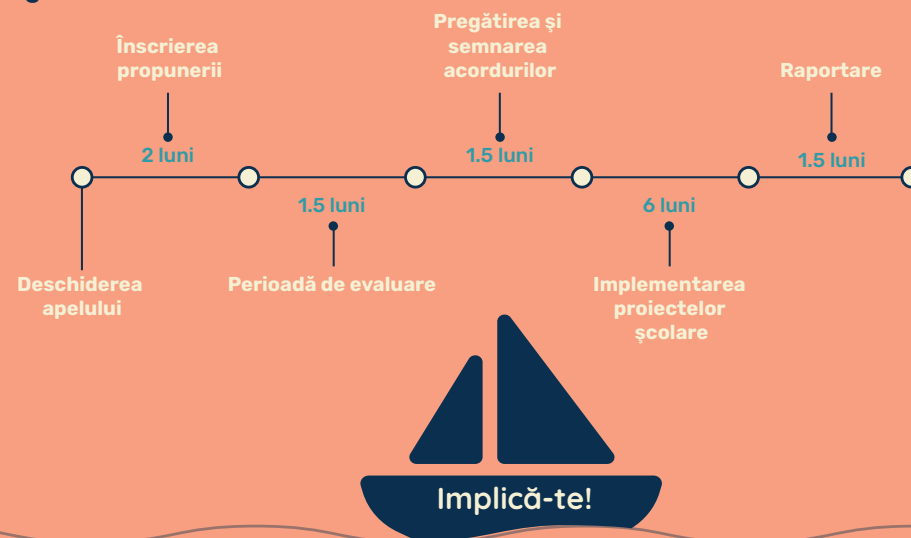 Înscrierea
propunerii
2 luni
Pregătirea și
semnarea
acordurilor
1.5 luni
Raportare
1.5 luni
Deschiderea
apelului
1.5 luni
Perioadă de evaluare
6 luni
Implementarea
proiectelor
școlare
Implică-te!